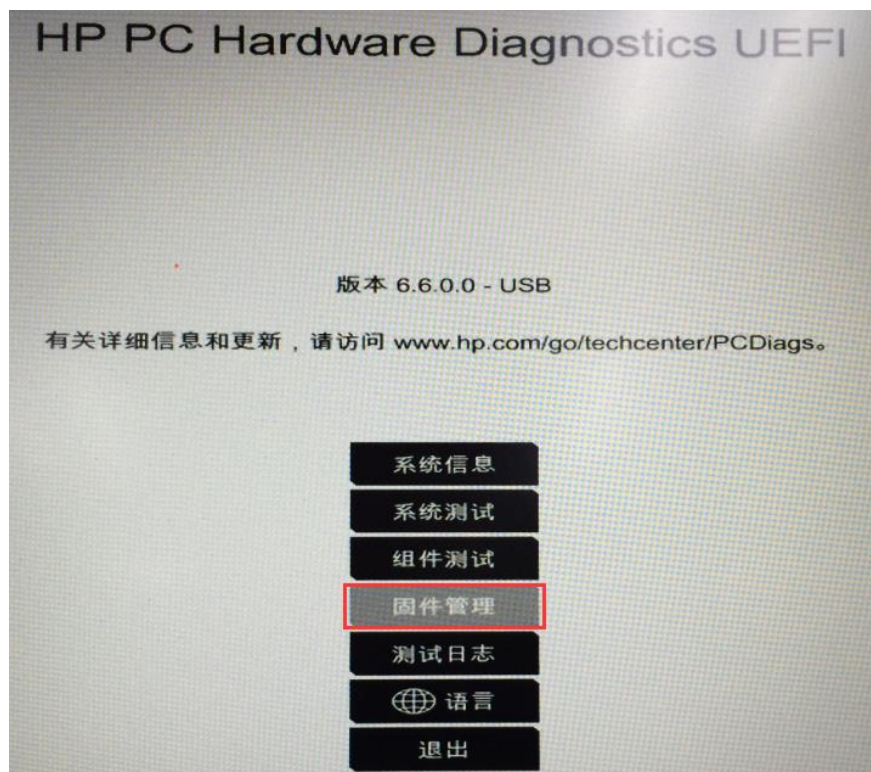 HP PC Hardware Diagnostics UEFI
版本 6.6.0.0 - USB
有关详细信息和更新，请访问 www.hp.com/go/techcenter/PCDiags。
系统信息
系统测试
组件测试
固件管理
测试日志
语言
退出